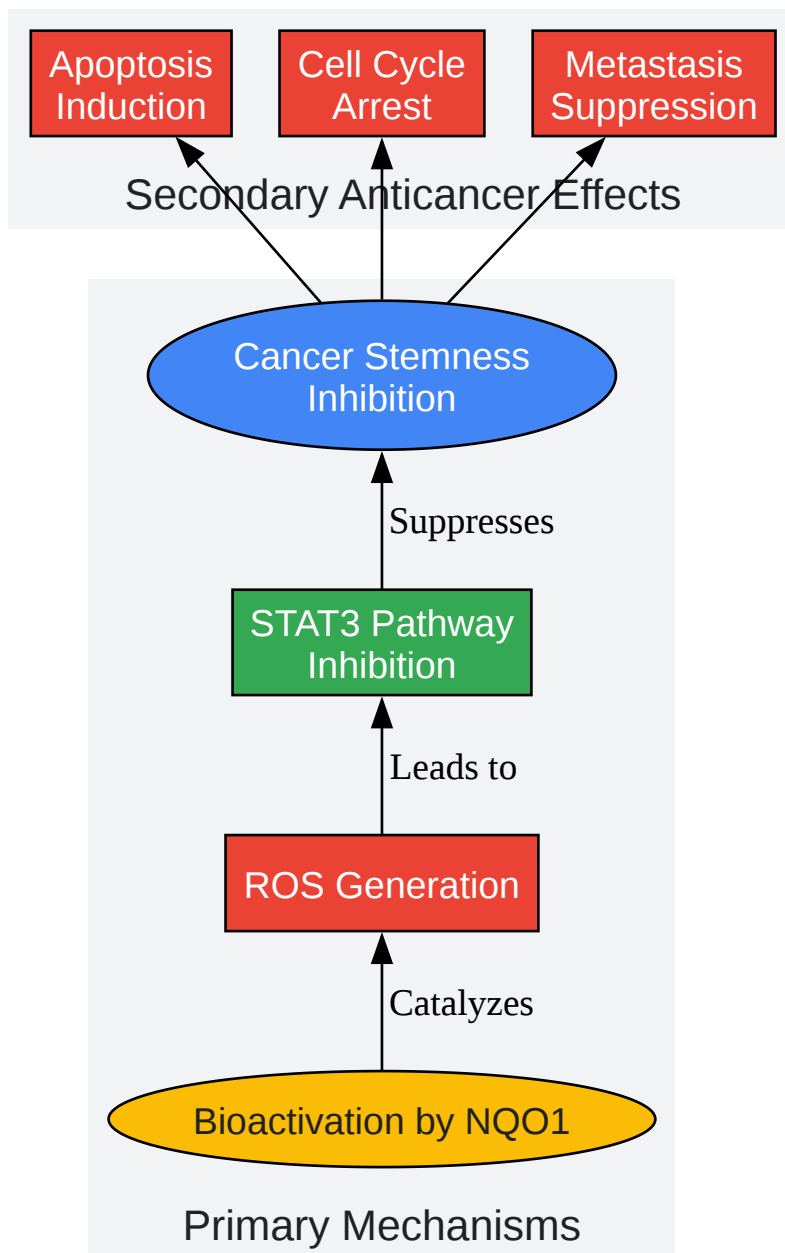 Apoptosis
Induction
Cell Cycle
Arrest
Metastasis
Suppression
Secondary Anticancer Effects
Cancer Stemness
Inhibition
Suppresses
STAT3 Pathway
Inhibition
Leads to
ROS Generation
Catalyzes
Bioactivation by NQO1
Primary Mechanisms